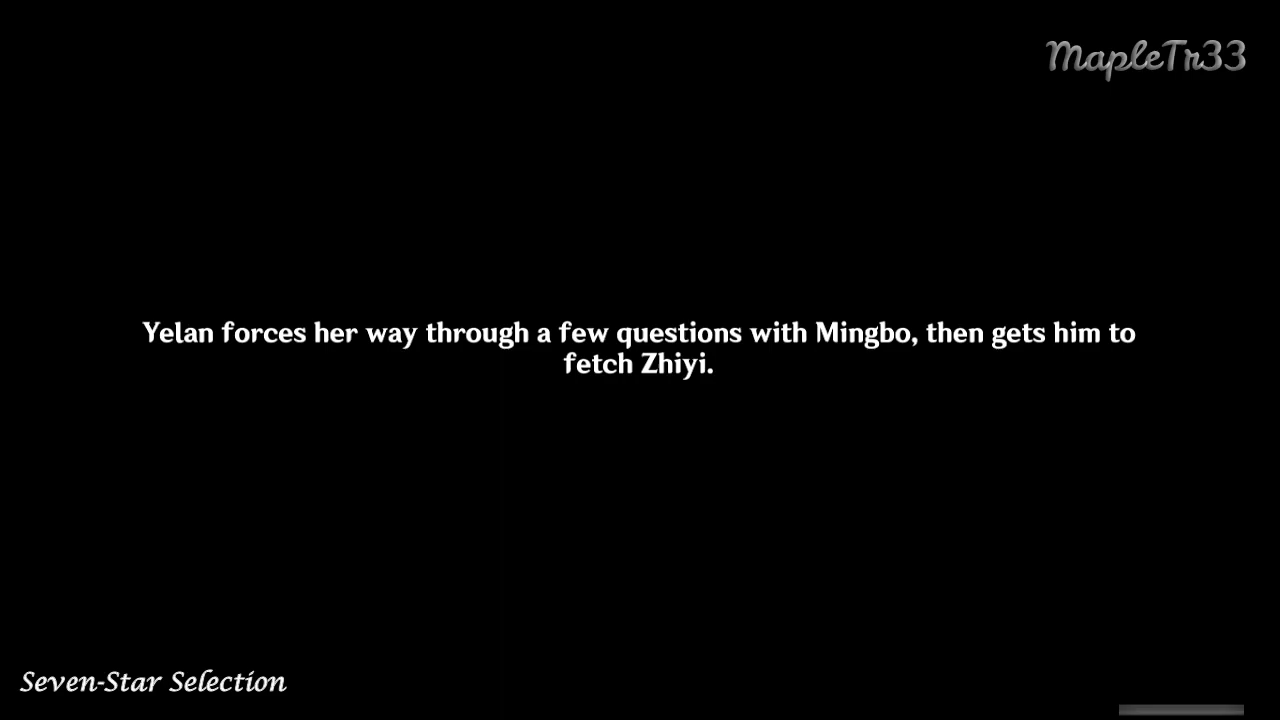 MapleTr33
Yelan forces her way through a few questions with Mingbo, then gets him to
fetch Zhiyi.
Seven-Star Selection